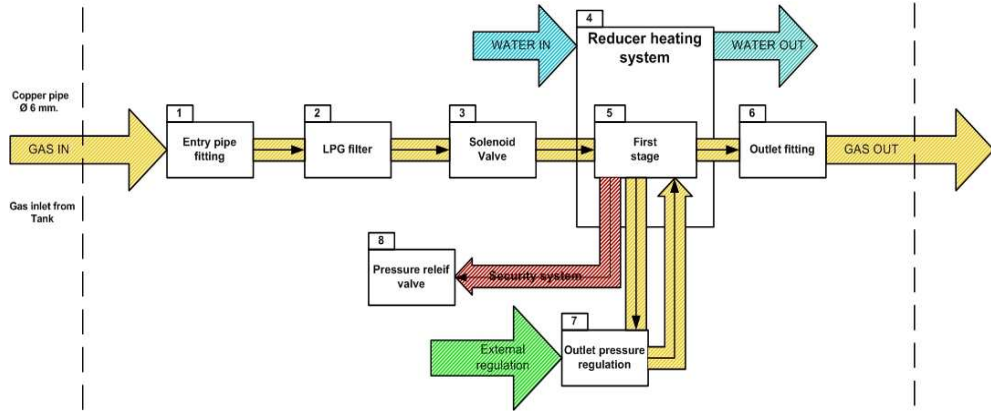 4
WATER IN
Reducer heating
system
WATER OUT
Copper pipe
Ø 6 mm.
1
2
3
5
6
GAS IN
Entry pipe
fitting
LPG filter
Solenoid
Valve
First
stage
Outlet fitting
GAS OUT
Gas inlet from
Tank
8
Pressure releif
valve
Security system
7
External
regulation
Outlet pressure
regulation